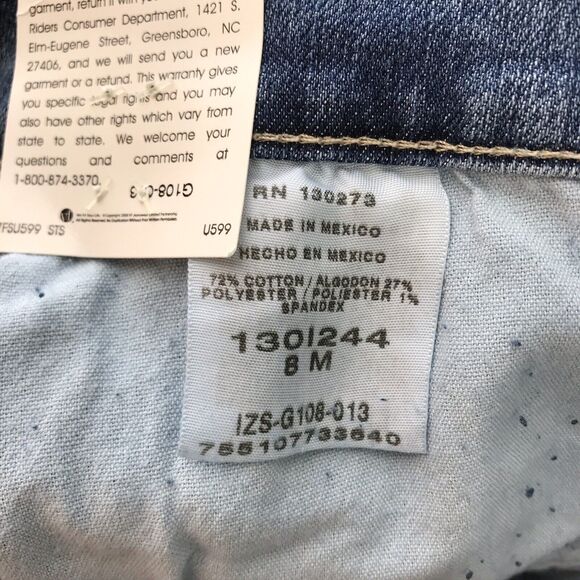 garment, return it with you
Riders Consumer Department, 1421 S.
Elm-Eugene Street, Greensboro, NC
27406, and we will send you a new
garment or a refund. This warranty gives
you specific legal rights and you may
also have other rights which vary from
state to state. We welcome your
questions and comments at
1-800-874-3370.
G108-013
7FSU599 STS
U599
RN 130273
MADE IN MEXICO
HECHO EN MEXICO
72% COTTON/ALGODON 27%
POLYESTER/POLIESTER 1%
SPANDEX
130/244
8 M
IZS-G108-013
755107733640